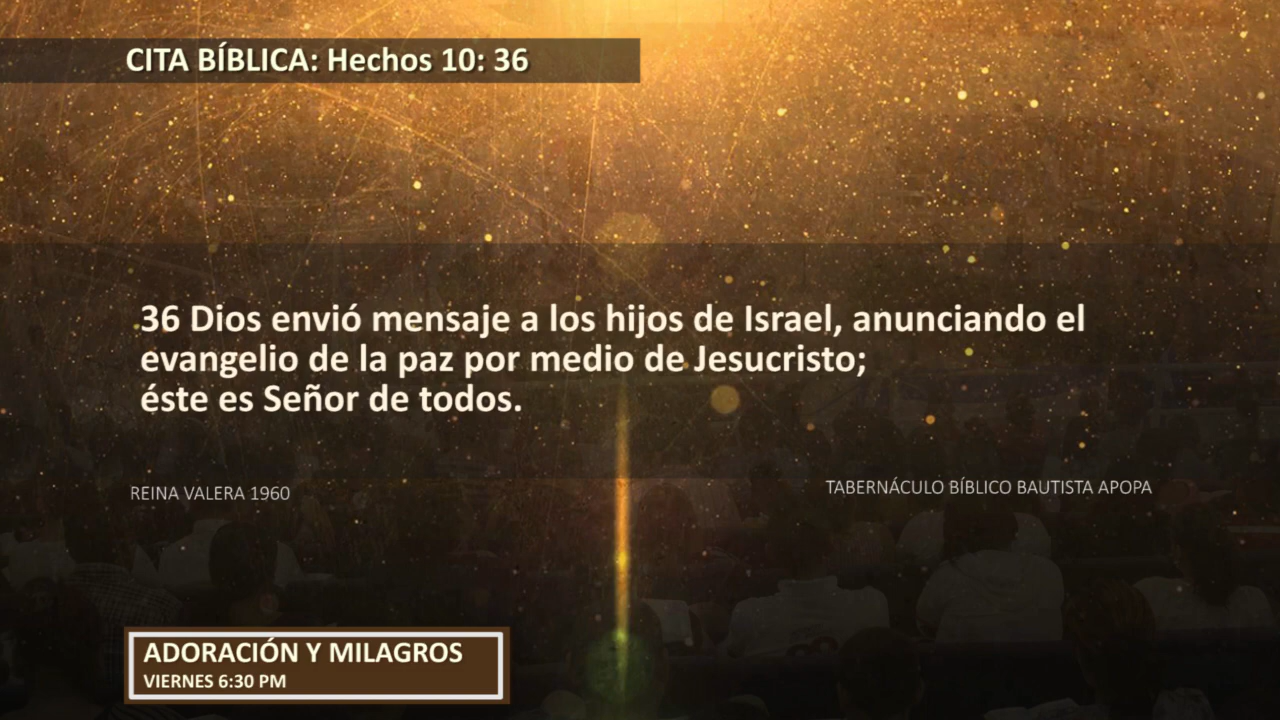 CITA BÍBLICA: Hechos 10: 36
36 Dios envió mensaje a los hijos de Israel, anunciando el
evangelio de la paz por medio de Jesucristo;
éste es Señor de todos.
REINA VALERA 1960
TABERNÁCULO BÍBLICO BAUTISTA APOPA
ADORACIÓN Y MILAGROS
VIERNES 6:30 PM